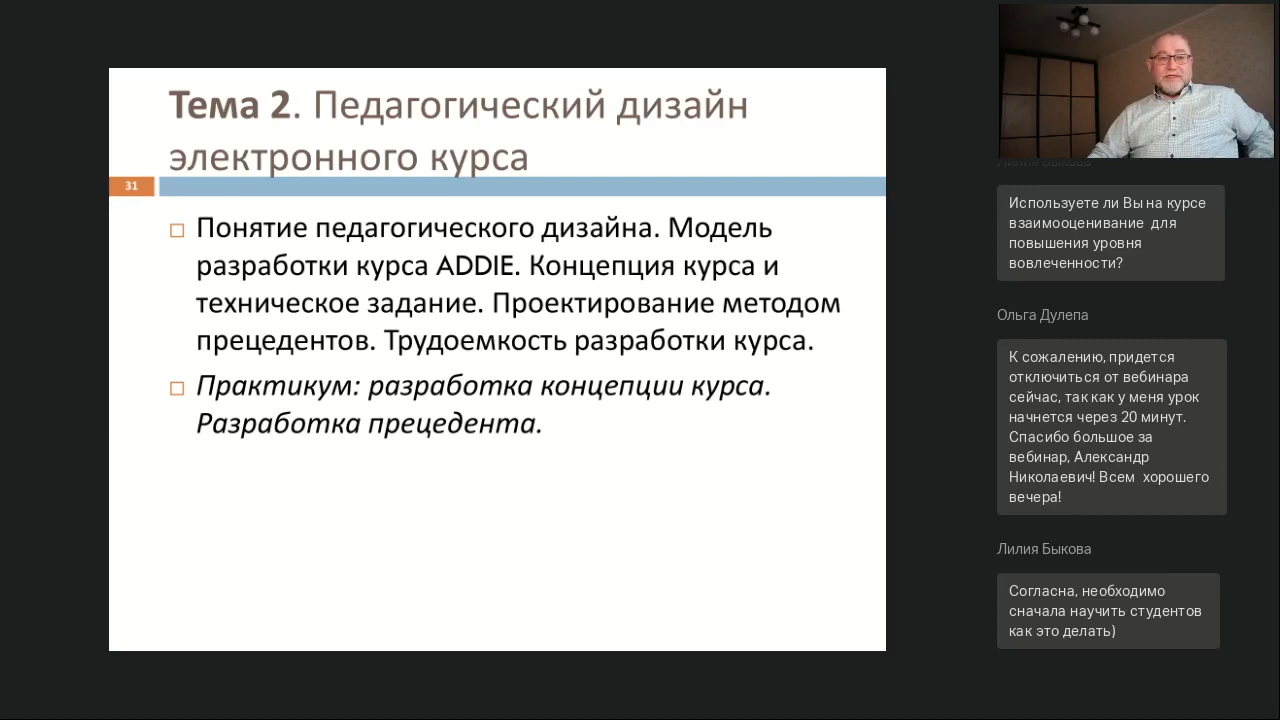 Тема 2. Педагогический дизайн
электронного курса
31
Понятие педагогического дизайна. Модель
разработки курса ADDIE. Концепция курса и
техническое задание. Проектирование методом
прецедентов. Трудоемкость разработки курса.
Практикум: разработка концепции курса.
Разработка прецедента.
Лилия Быкова
Используете ли Вы на курсе
взаимооценивание для
повышения уровня
вовлеченности?
Ольга Дулепа
К сожалению, придется
отключиться от вебинара
сейчас, так как у меня урок
начнется через 20 минут.
Спасибо большое за
вебинар, Александр
Николаевич! Всем хорошего
вечера!
Лилия Быкова
Согласна, необходимо
сначала научить студентов
как это делать)